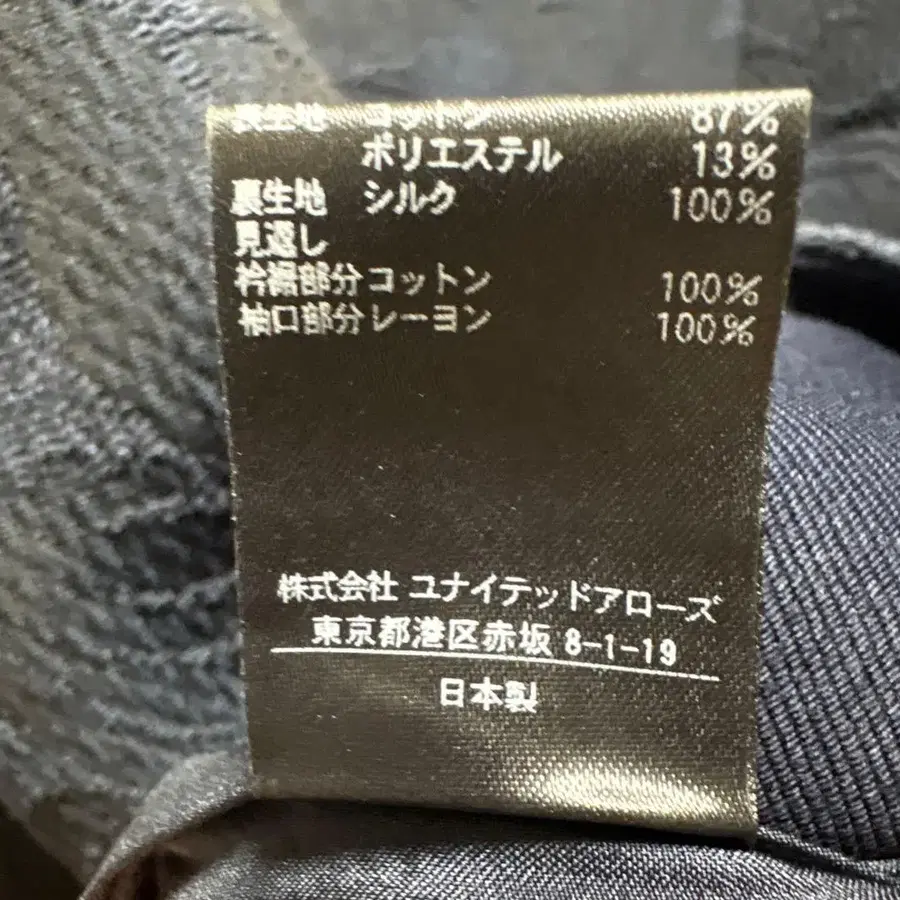 表生地 コットン 87%
ポリエステル 13%
裏生地 シルク 100%
見返し
衿裾部分 コットン 100%
袖口部分 レーヨン 100%
株式会社 ユナイテッドアローズ
東京都港区赤坂 8-1-19
日本製